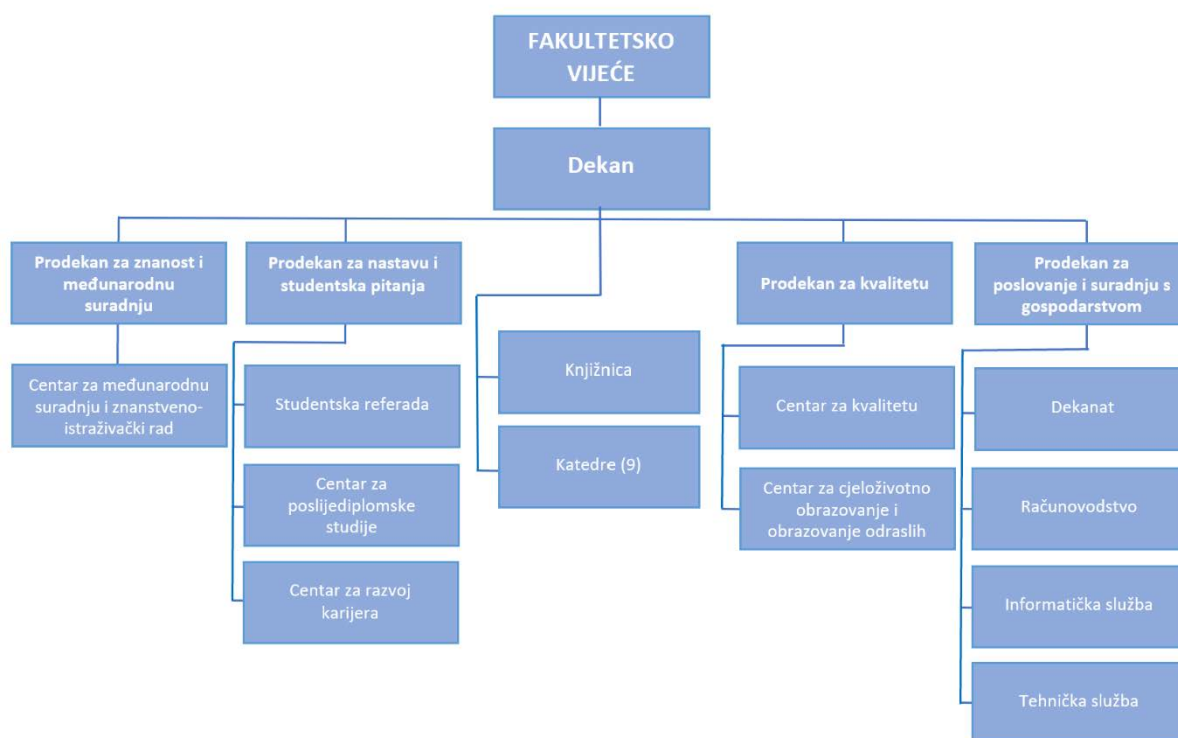 FAKULTETSKO
VIJEĆE
Dekan
Prodekan za znanost i
međunarodnu
suradnju
Prodekan za nastavu i
studentska pitanja
Prodekan za kvalitetu
Prodekan za
poslovanje i suradnju s
gospodarstvom
Centar za međunarodnu
suradnju i znanstveno-
istraživački rad
Studentska referada
Centar za
poslijediplomske
studije
Centar za razvoj
karijera
Knjižnica
Katedre (9)
Centar za kvalitetu
Centar za cjeloživotno
obrazovanje i
obrazovanje odraslih
Dekanat
Računovodstvo
Informatička služba
Tehnička služba